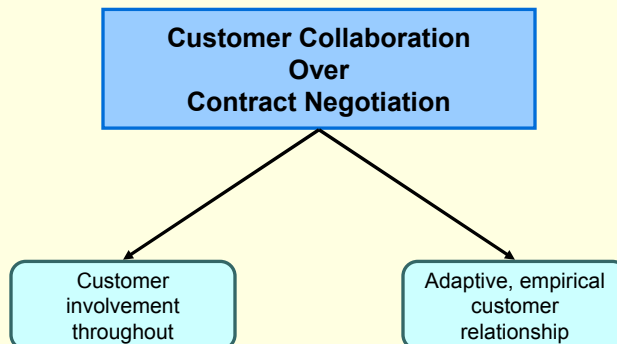 Customer Collaboration
Over
Contract Negotiation
Customer
involvement
throughout
Adaptive, empirical
customer
relationship